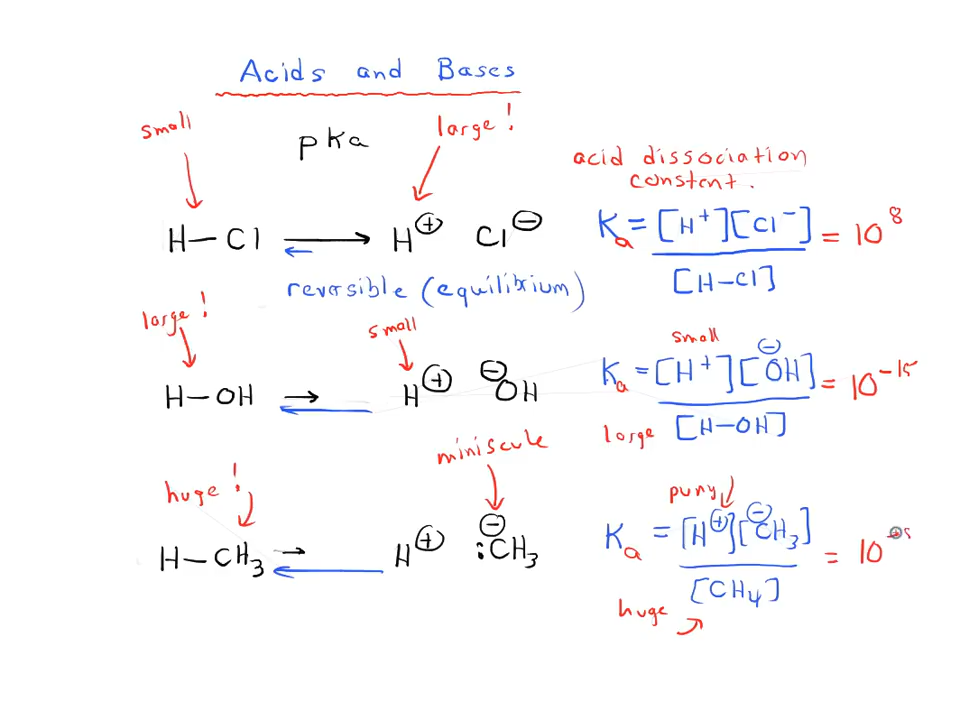 Acids and Bases
small
pKa
large !
acid dissociation
constent.
H—Cl ⟶ H⊕ Cl⊖
Ka = [H+][Cl-] / [H-Cl] = 10^8
reversible (equilibrium)
large !
small
small
H—OH → H⊕ ⊖OH
Ka = [H+][⊖OH] / [H-OH] = 10^-15
large
miniscule
huge !
puny
H—CH3 → H⊕ ⊖:CH3
Ka = [H⊕][⊖CH3] / [CH4] = 10
huge